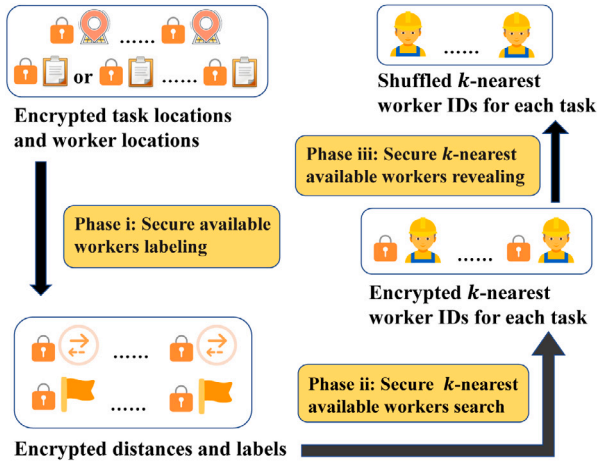 ...... 
or ......
Encrypted task locations
and worker locations
Phase i: Secure available
workers labeling
......
......
Encrypted distances and labels
Phase ii: Secure k-nearest
available workers search
......
Encrypted k-nearest
worker IDs for each task
Phase iii: Secure k-nearest
available workers revealing
......
Shuffled k-nearest
worker IDs for each task